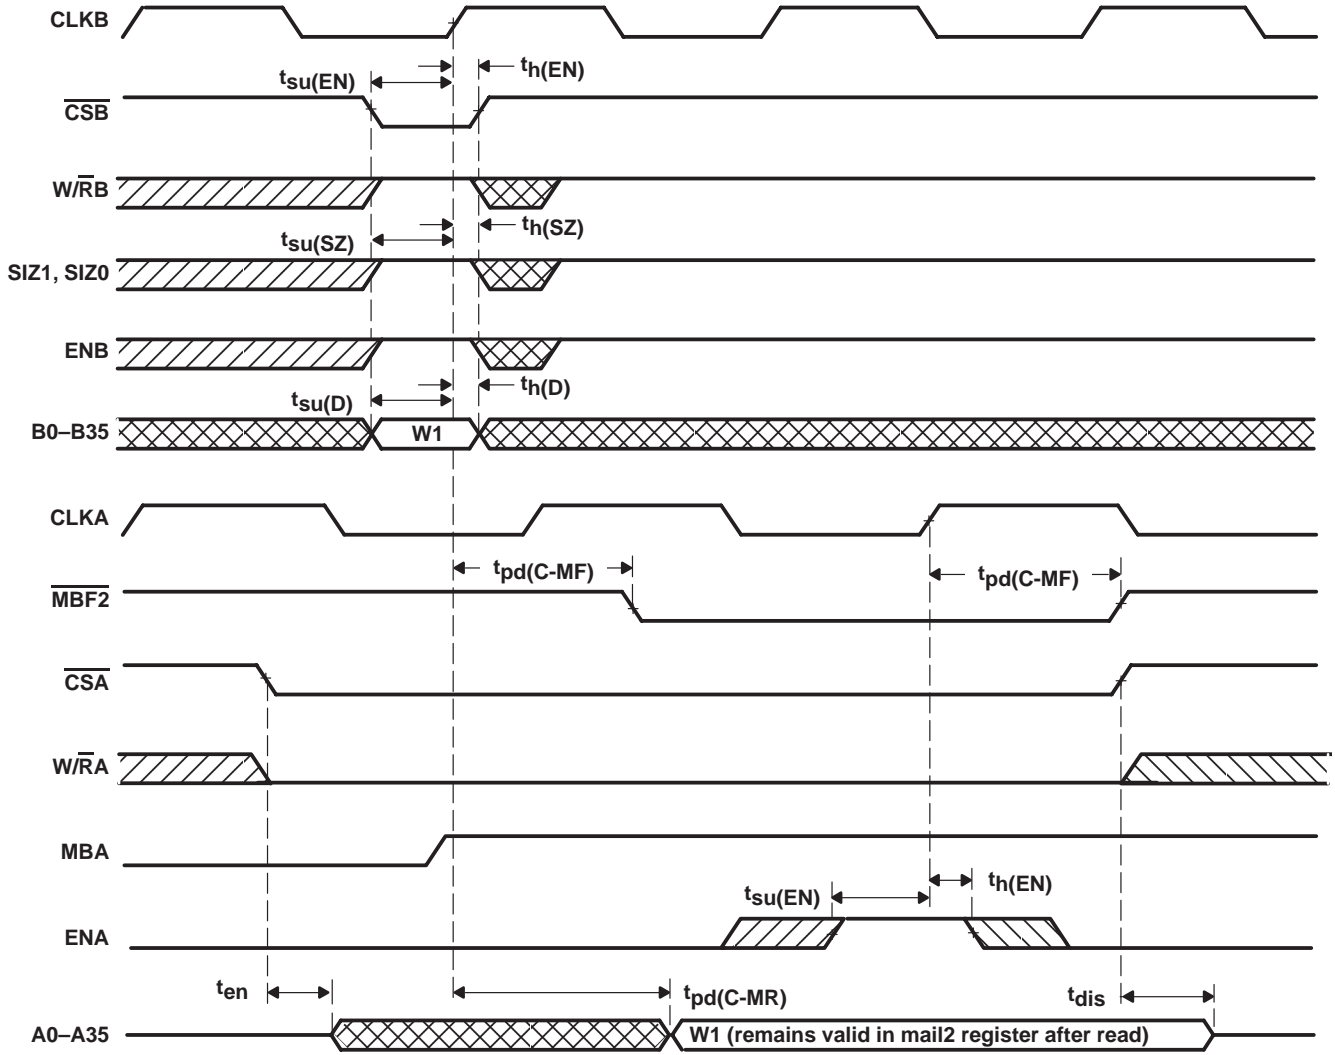 CLKB
tsu(EN)
th(EN)
CSB
W/RB
tsu(SZ)
th(SZ)
SIZ1, SIZ0
ENB
tsu(D)
th(D)
B0–B35
W1
CLKA
tpd(C-MF)
tpd(C-MF)
MBF2
CSA
W/RA
MBA
tsu(EN)
th(EN)
ENA
ten
tpd(C-MR)
tdis
A0–A35
W1 (remains valid in mail2 register after read)